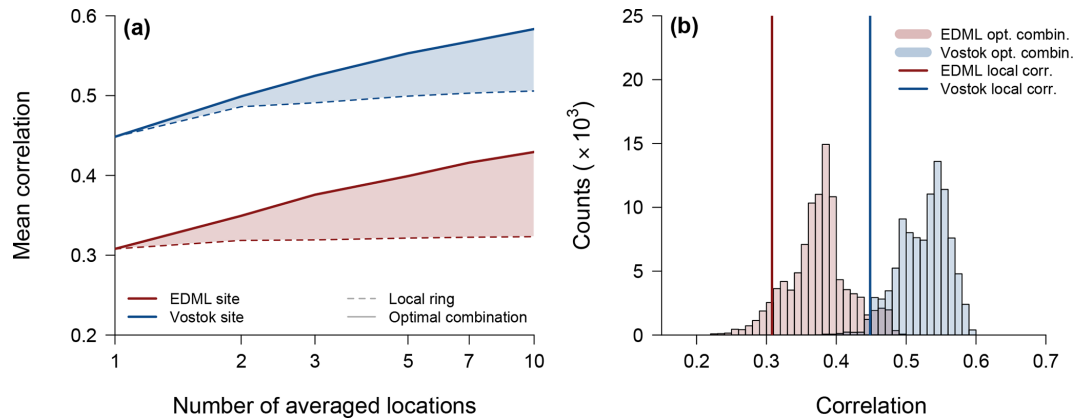 (a)
0.6
0.5
0.4
0.3
0.2
Mean correlation
EDML site
Vostok site
Local ring
Optimal combination
1 2 3 5 7 10
Number of averaged locations
(b)
25
20
15
10
5
0
Counts ( × 10³)
EDML opt. combin.
Vostok opt. combin.
EDML local corr.
Vostok local corr.
0.2 0.3 0.4 0.5 0.6 0.7
Correlation